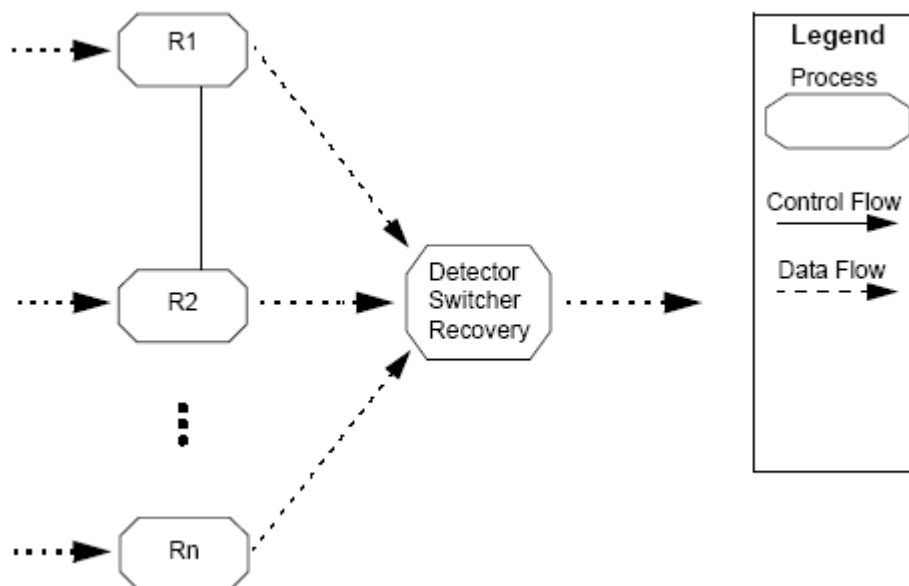 R1
R2
Rn
Detector
Switcher
Recovery
Legend
Process
Control Flow
Data Flow